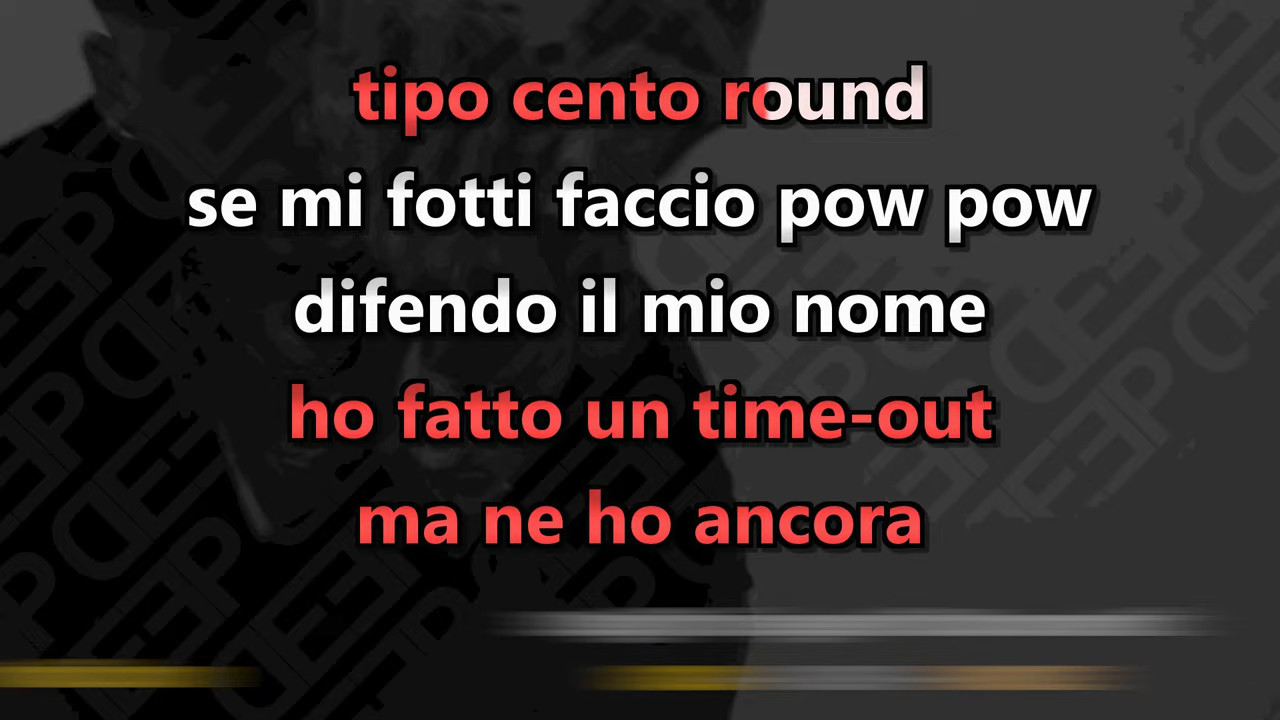 tipo cento round
se mi fotti faccio pow pow
difendo il mio nome
ho fatto un time-out
ma ne ho ancora